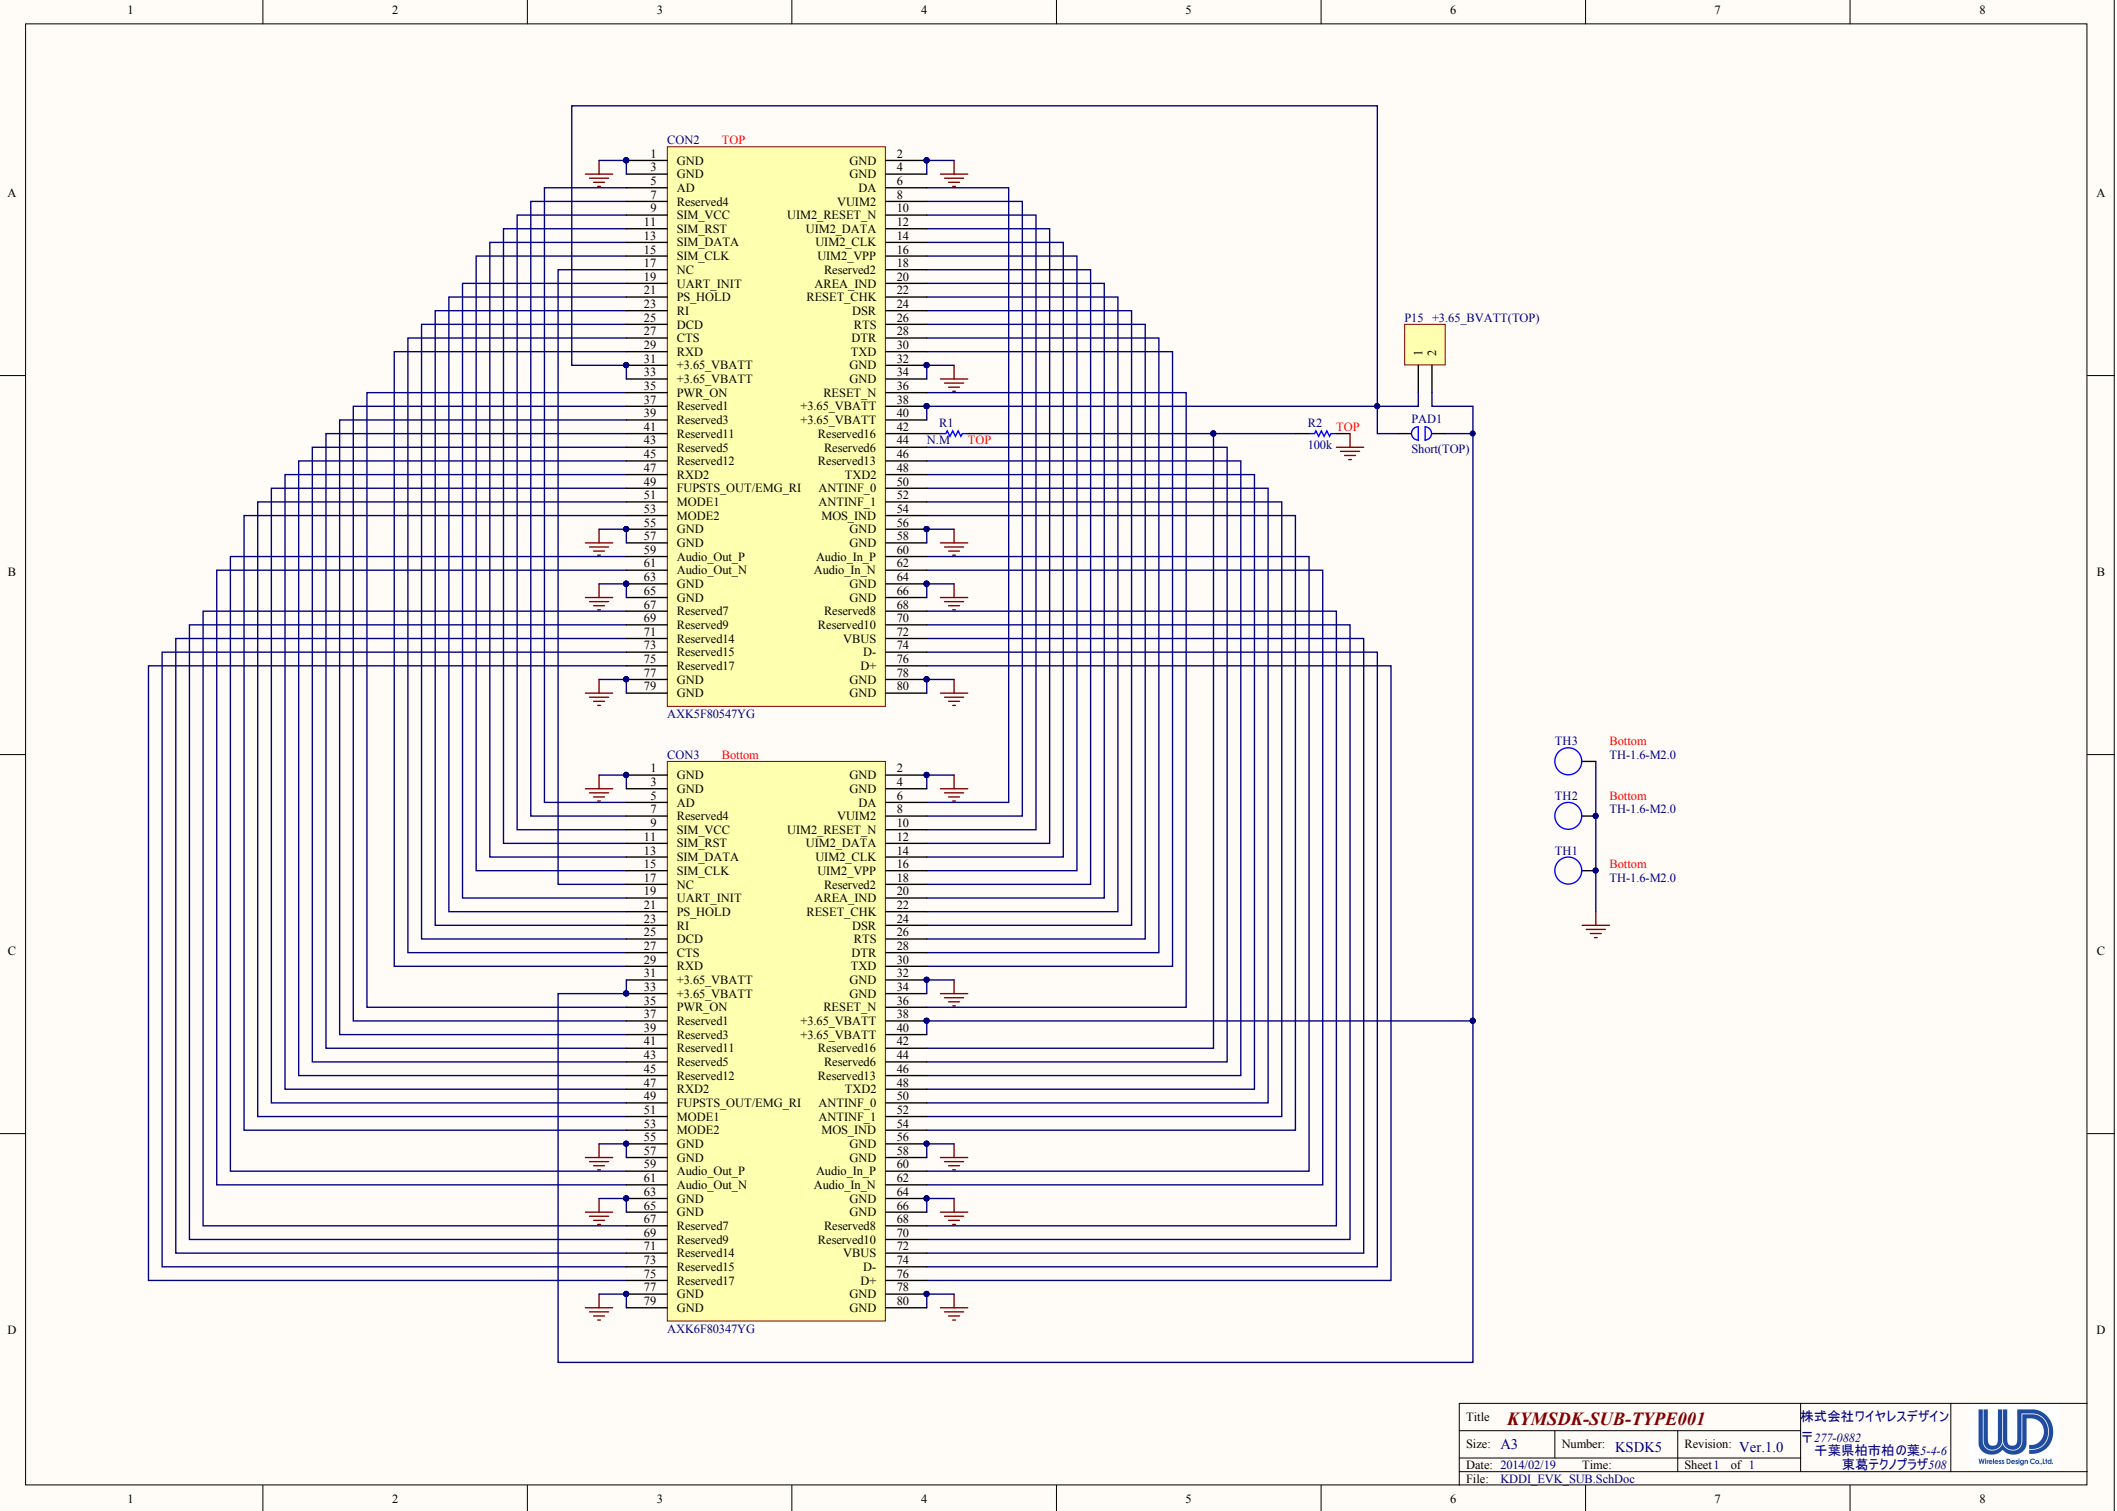 1 2 3 4 5 6 7 8
A
B
C
D
A
B
C
D
CON2 TOP
1 GND GND 2
3 GND GND 4
5 AD DA 6
7 Reserved4 VUIM2 8
9 SIM_VCC UIM2_RESET_N 10
11 SIM_RST UIM2_DATA 12
13 SIM_DATA UIM2_CLK 14
15 SIM_CLK UIM2_VPP 16
17 NC Reserved2 18
19 UART_INIT AREA_IND 20
21 PS_HOLD RESET_CHK 22
23 RI DSR 24
25 DCD RTS 26
27 CTS DTR 28
29 RXD TXD 30
31 +3.65_VBATT GND 32
33 +3.65_VBATT GND 34
35 PWR_ON RESET_N 36
37 Reserved1 +3.65_VBATT 38
39 Reserved3 +3.65_VBATT 40
41 Reserved11 Reserved16 42
43 Reserved5 Reserved6 44
45 Reserved12 Reserved13 46
47 RXD2 TXD2 48
49 FUPSTS_OUT/EMG_RI ANTINF_0 50
51 MODE1 ANTINF_1 52
53 MODE2 MOS_IND 54
55 GND GND 56
57 GND GND 58
59 Audio_Out_P Audio_In_P 60
61 Audio_Out_N Audio_In_N 62
63 GND GND 64
65 GND GND 66
67 Reserved7 Reserved8 68
69 Reserved9 Reserved10 70
71 Reserved14 VBUS 72
73 Reserved15 D- 74
75 Reserved17 D+ 76
77 GND GND 78
79 GND GND 80
AXK5F80547YG
P15 +3.65_BVATT(TOP)
1 2
R1
N.M TOP
R2 TOP
100k
PAD1
Short(TOP)
CON3 Bottom
1 GND GND 2
3 GND GND 4
5 AD DA 6
7 Reserved4 VUIM2 8
9 SIM_VCC UIM2_RESET_N 10
11 SIM_RST UIM2_DATA 12
13 SIM_DATA UIM2_CLK 14
15 SIM_CLK UIM2_VPP 16
17 NC Reserved2 18
19 UART_INIT AREA_IND 20
21 PS_HOLD RESET_CHK 22
23 RI DSR 24
25 DCD RTS 26
27 CTS DTR 28
29 RXD TXD 30
31 +3.65_VBATT GND 32
33 +3.65_VBATT GND 34
35 PWR_ON RESET_N 36
37 Reserved1 +3.65_VBATT 38
39 Reserved3 +3.65_VBATT 40
41 Reserved11 Reserved16 42
43 Reserved5 Reserved6 44
45 Reserved12 Reserved13 46
47 RXD2 TXD2 48
49 FUPSTS_OUT/EMG_RI ANTINF_0 50
51 MODE1 ANTINF_1 52
53 MODE2 MOS_IND 54
55 GND GND 56
57 GND GND 58
59 Audio_Out_P Audio_In_P 60
61 Audio_Out_N Audio_In_N 62
63 GND GND 64
65 GND GND 66
67 Reserved7 Reserved8 68
69 Reserved9 Reserved10 70
71 Reserved14 VBUS 72
73 Reserved15 D- 74
75 Reserved17 D+ 76
77 GND GND 78
79 GND GND 80
AXK6F80347YG
TH3 Bottom
TH-1.6-M2.0
TH2 Bottom
TH-1.6-M2.0
TH1 Bottom
TH-1.6-M2.0
Title KYMSDK-SUB-TYPE001
Size: A3 Number: KSDK5 Revision: Ver.1.0
Date: 2014/02/19 Time: Sheet 1 of 1
File: KDDI_EVK_SUB.SchDoc
株式会社ワイヤレスデザイン
〒277-0882
千葉県柏市柏の葉5-4-6
東葛テクノプラザ508
WD
Wireless Design Co.,Ltd.
1 2 3 4 5 6 7 8